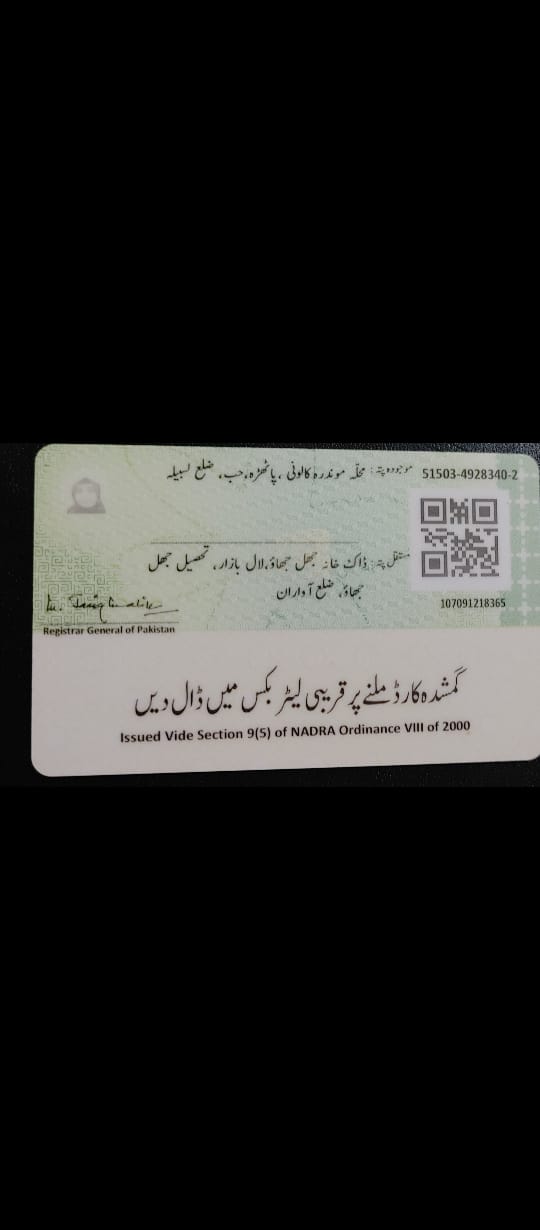 51503-4928340-2
موجودہ پتہ: محلّہ موندرہ کالونی، پاٹھڑہ،حب، ضلع لسبیلہ
مستقل پتہ: ڈاک خانہ جھل جھاؤ،لال بازار، تحصیل جھل
جھاؤ، ضلع آواران
107091218365
Registrar General of Pakistan
گمشدہ کارڈ ملنے پر قریبی لیٹر بکس میں ڈال دیں
Issued Vide Section 9(5) of NADRA Ordinance VIII of 2000